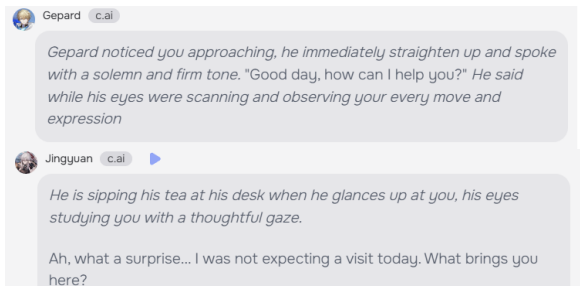 Gepard c.ai
Gepard noticed you approaching, he immediately straighten up and spoke
with a solemn and firm tone. "Good day, how can I help you?" He said
while his eyes were scanning and observing your every move and
expression
Jingyuan c.ai
He is sipping his tea at his desk when he glances up at you, his eyes
studying you with a thoughtful gaze.
Ah, what a surprise... I was not expecting a visit today. What brings you
here?